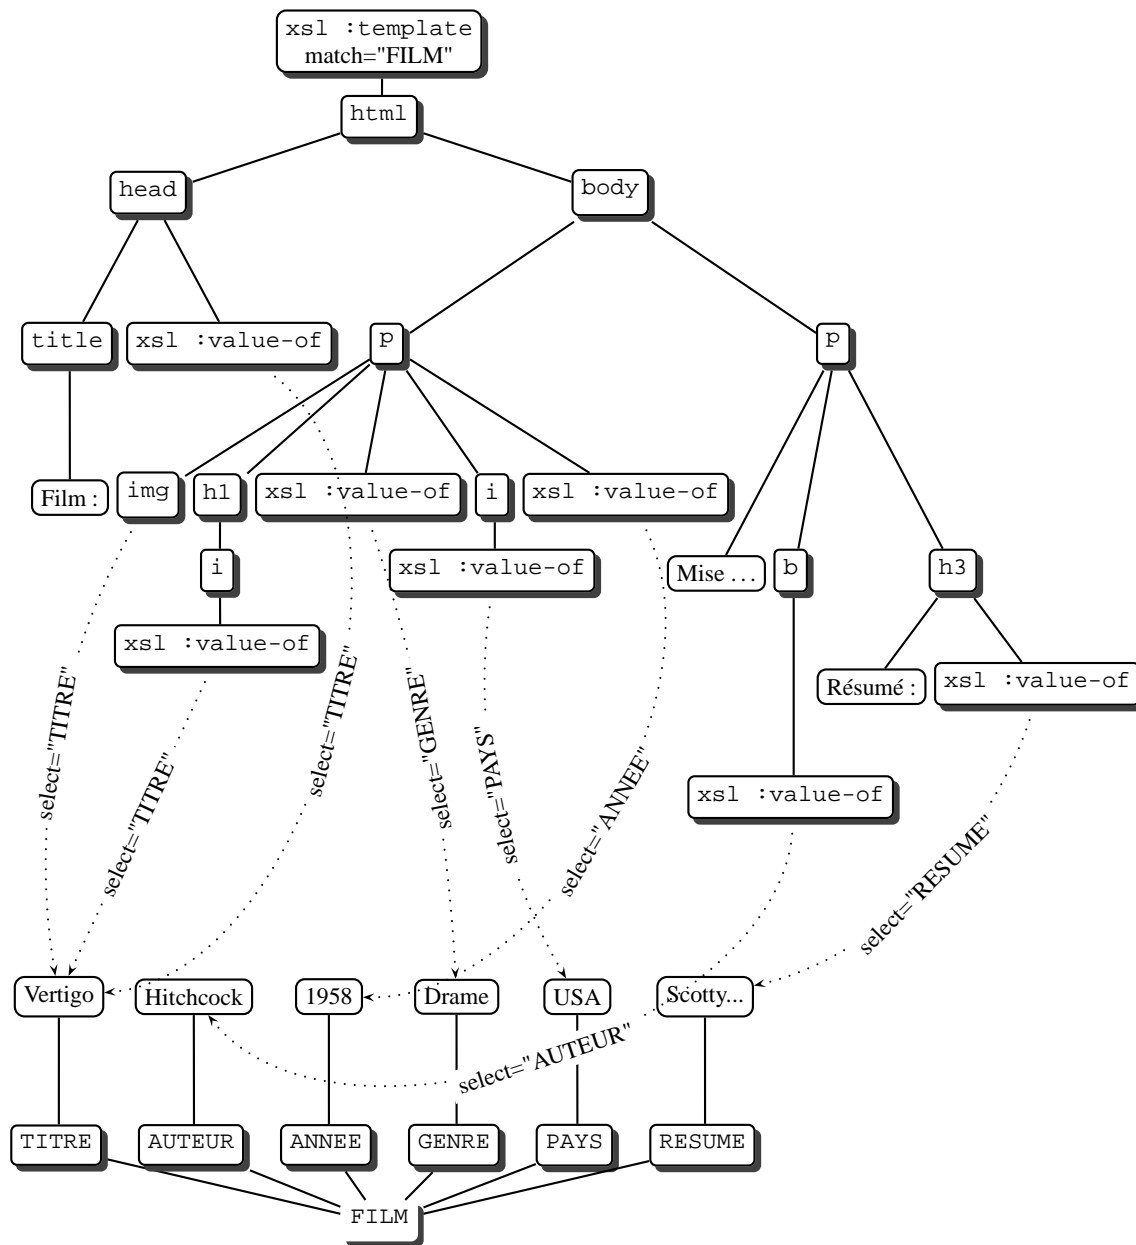 xsl :template
match="FILM"
html
head
body
title
xsl :value-of
p
p
Film :
img
h1
xsl :value-of
i
xsl :value-of
i
xsl :value-of
Mise ...
b
h3
xsl :value-of
Résumé :
xsl :value-of
xsl :value-of
select="TITRE"
select="TITRE"
select="TITRE"
select="GENRE"
select="PAYS"
select="ANNEE"
select="RESUME"
select="AUTEUR"
Vertigo
Hitchcock
1958
Drame
USA
Scotty...
TITRE
AUTEUR
ANNEE
GENRE
PAYS
RESUME
FILM